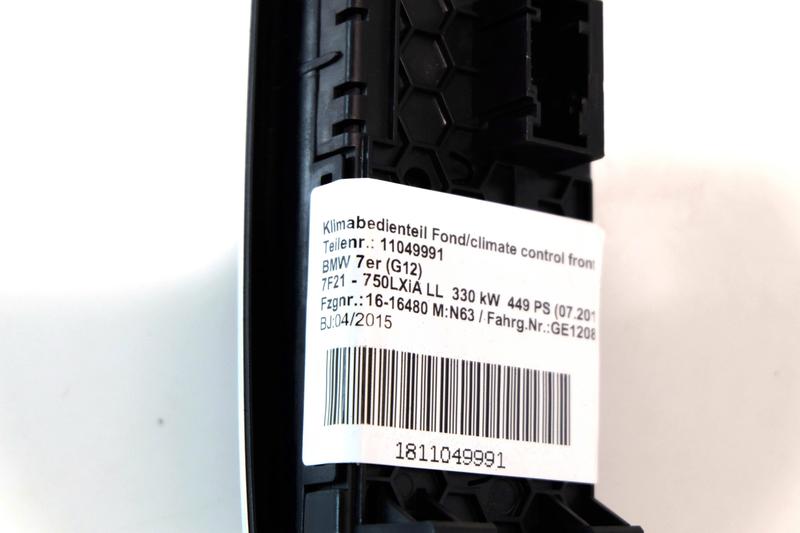 Klimabedienteil Fond/climate control front
Teilenr.: 11049991
BMW 7er (G12)
7F21 - 750LXiA LL 330 kW 449 PS (07.201
Fzgnr.:16-16480 M:N63 / Fahrg.Nr.:GE1208
BJ:04/2015
1811049991